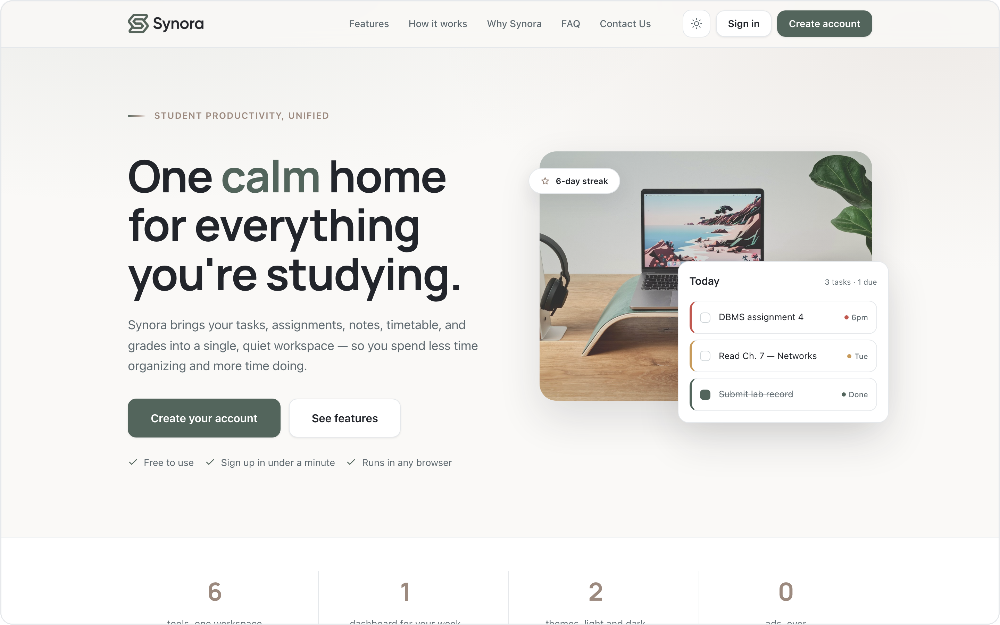 Synora
Features
How it works
Why Synora
FAQ
Contact Us
Sign in
Create account
STUDENT PRODUCTIVITY, UNIFIED
One calm home
for everything
you're studying.
Synora brings your tasks, assignments, notes, timetable, and
grades into a single, quiet workspace — so you spend less time
organizing and more time doing.
Create your account
See features
Free to use
Sign up in under a minute
Runs in any browser
6-day streak
Today
3 tasks · 1 due
DBMS assignment 4
6pm
Read Ch. 7 — Networks
Tue
Submit lab record
Done
6
1
2
0
tools, one workspace
dashboard for your week
themes, light and dark
ads, ever